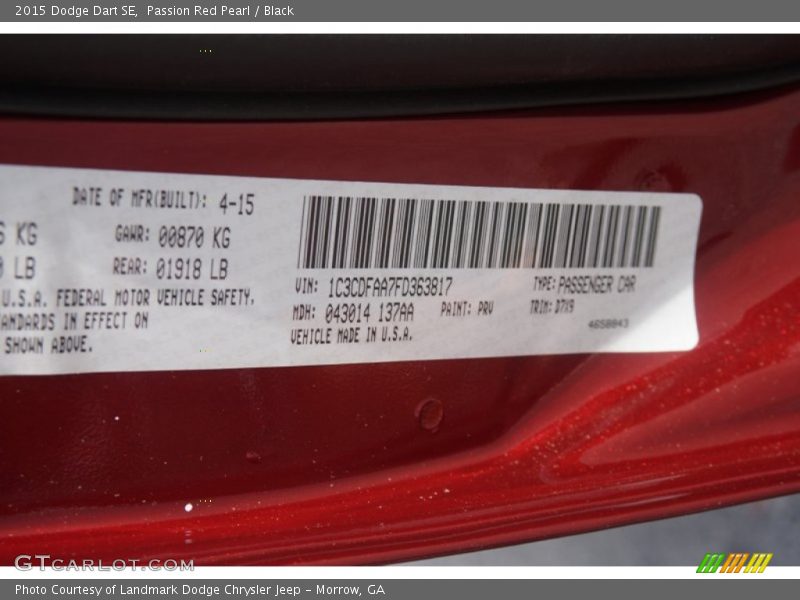 2015 Dodge Dart SE, Passion Red Pearl / Black
DATE OF MFR(BUILT): 4-15
KG GAWR: 00870 KG
LB REAR: 01918 LB
U.S.A. FEDERAL MOTOR VEHICLE SAFETY,
IN EFFECT ON
SHOWN ABOVE.
VIN: 1C3CDFAA7FD363817 TYPE: PASSENGER CAR
MDH: 043014 137AA PAINT: PRV TRIM: D7X9
VEHICLE MADE IN U.S.A. 4658843
GTCARLOT.COM
Photo Courtesy of Landmark Dodge Chrysler Jeep – Morrow, GA